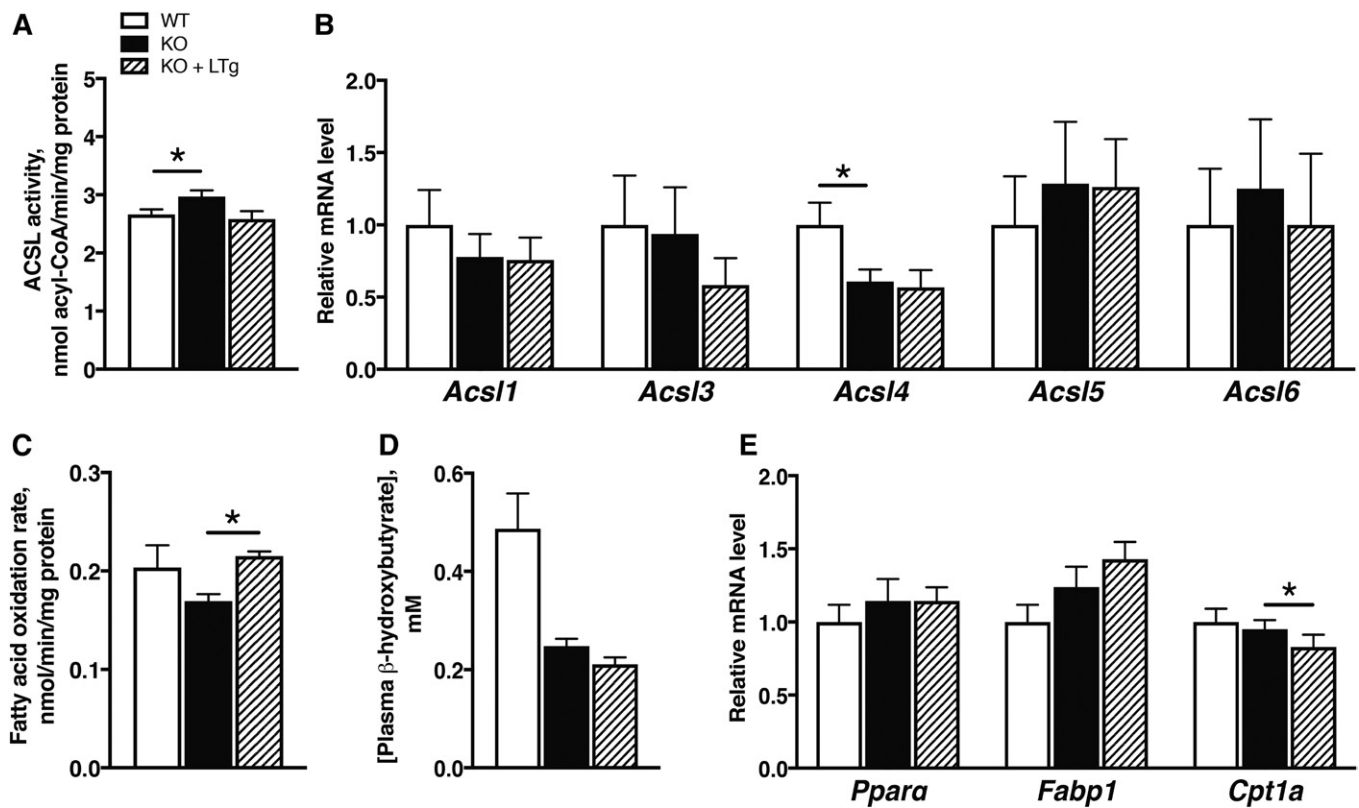 A
WT
KO
KO + LTg
ACSL activity,
nmol acyl-CoA/min/mg protein
5
4
3
2
1
0
*
B
Relative mRNA level
2.0
1.5
1.0
0.5
0.0
*
Acsl1 Acsl3 Acsl4 Acsl5 Acsl6
C
Fatty acid oxidation rate,
nmol/min/mg protein
0.3
0.2
0.1
0.0
*
D
[Plasma β-hydroxybutyrate],
mM
0.6
0.4
0.2
0.0
E
Relative mRNA level
2.0
1.5
1.0
0.5
0.0
*
Pparα Fabp1 Cpt1a